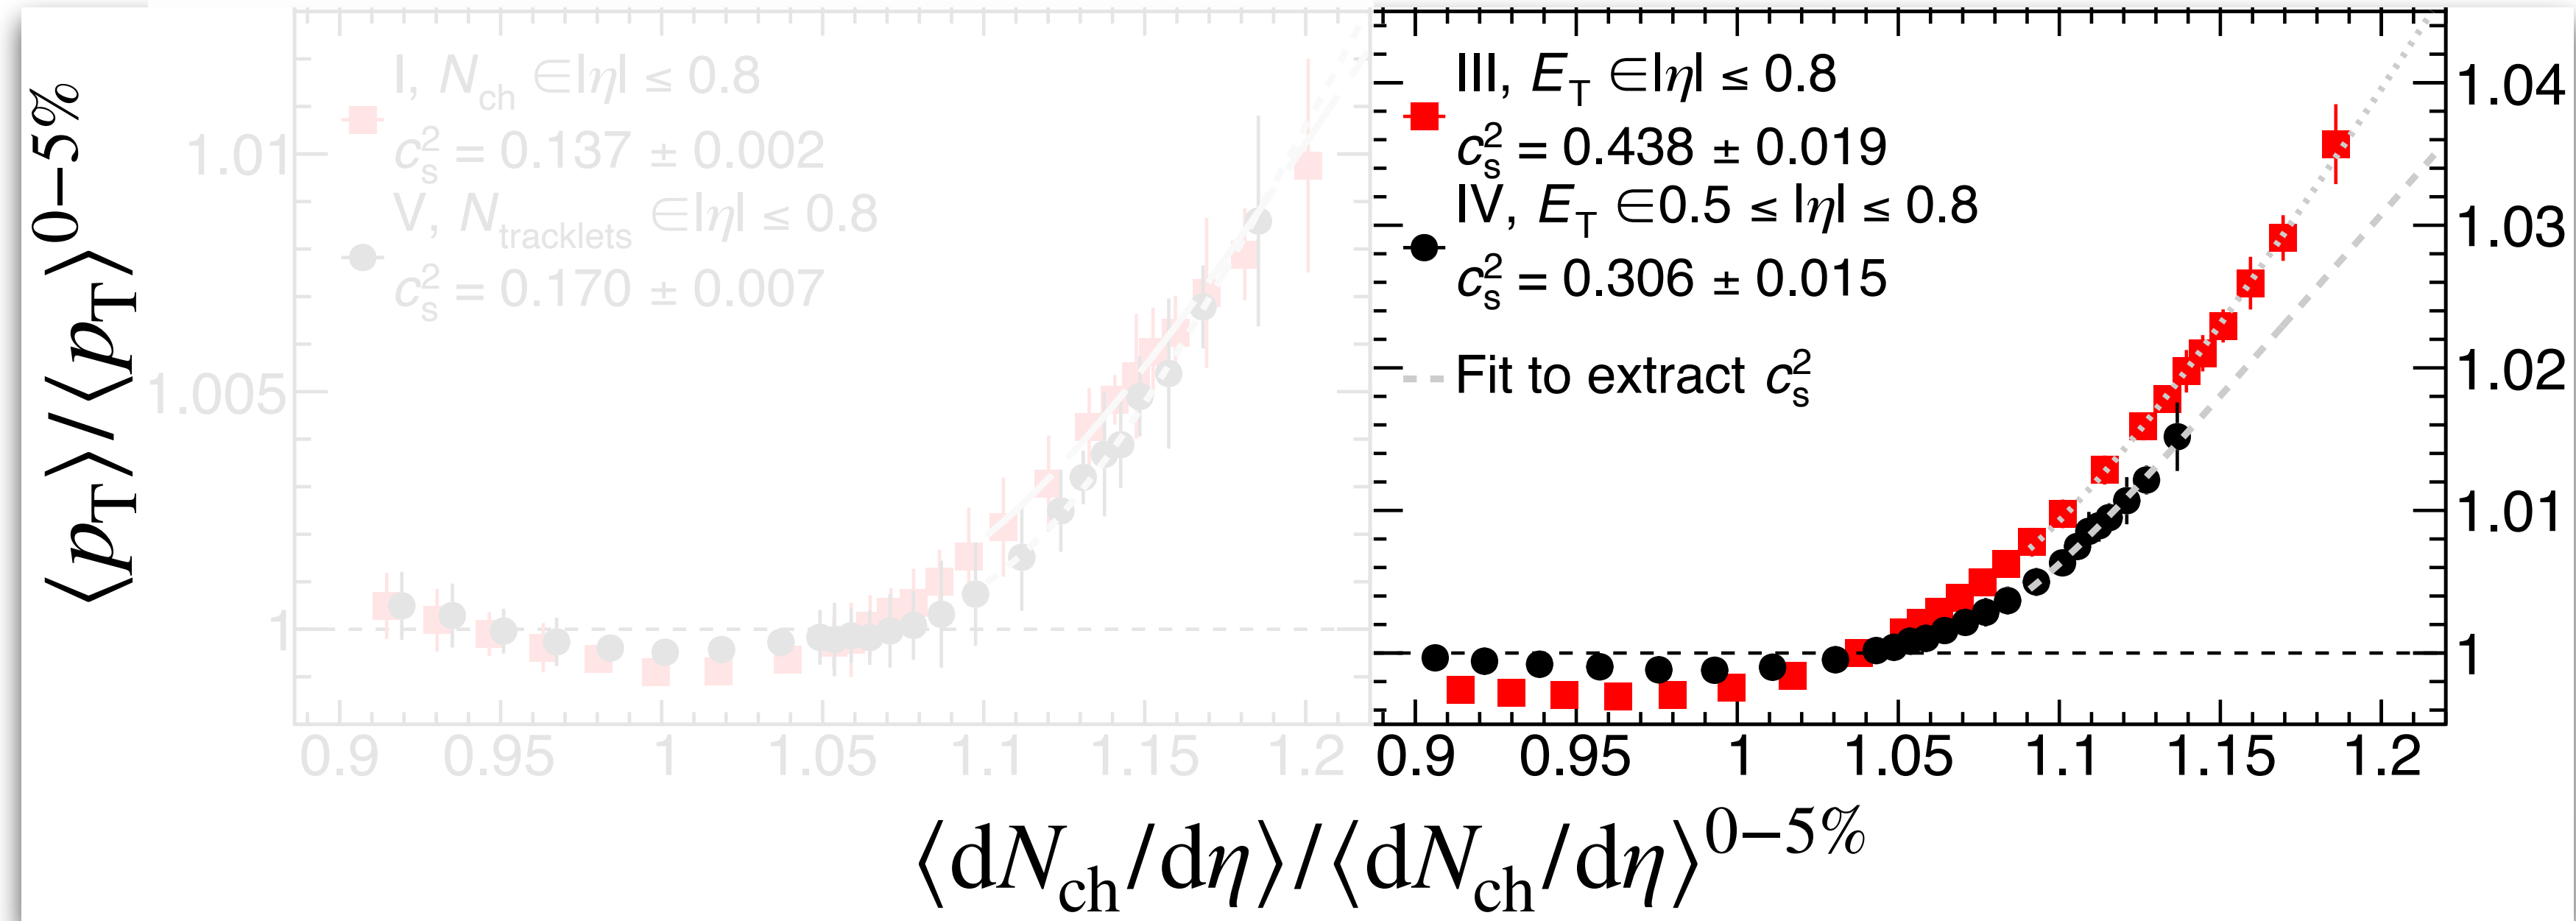 ⟨p_T⟩/⟨p_T⟩^0–5%
I, N_ch ∈|η| ≤ 0.8
c_s^2 = 0.137 ± 0.002
V, N_tracklets ∈|η| ≤ 0.8
c_s^2 = 0.170 ± 0.007
1.01
1.005
1
0.9 0.95 1 1.05 1.1 1.15 1.2
III, E_T ∈|η| ≤ 0.8
c_s^2 = 0.438 ± 0.019
IV, E_T ∈0.5 ≤ |η| ≤ 0.8
c_s^2 = 0.306 ± 0.015
Fit to extract c_s^2
1.04
1.03
1.02
1.01
1
0.9 0.95 1 1.05 1.1 1.15 1.2
⟨dN_ch/dη⟩/⟨dN_ch/dη⟩^0–5%